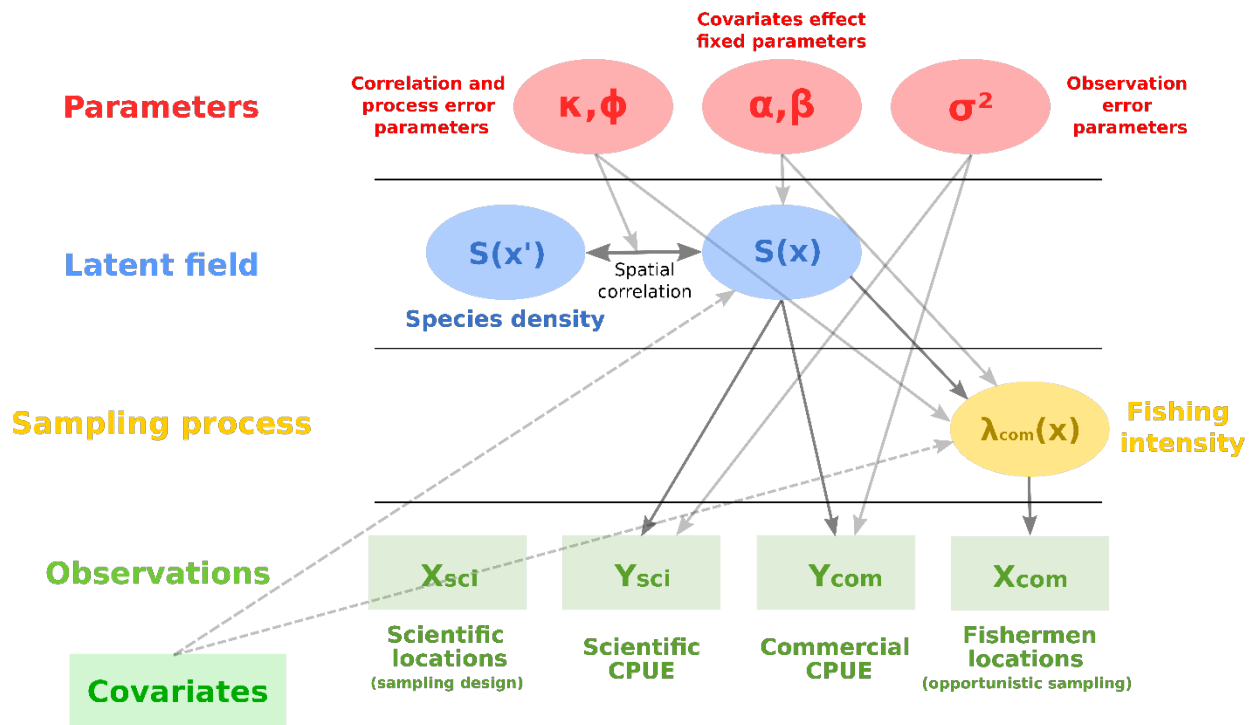 Covariates effect
fixed parameters
Parameters
Correlation and
process error
parameters
κ,ϕ
α,β
σ²
Observation
error
parameters
Latent field
S(x')
Spatial
correlation
S(x)
Species density
Sampling process
λcom(x)
Fishing
intensity
Observations
Xsci
Ysci
Ycom
Xcom
Scientific
locations
(sampling design)
Scientific
CPUE
Commercial
CPUE
Fishermen
locations
(opportunistic sampling)
Covariates